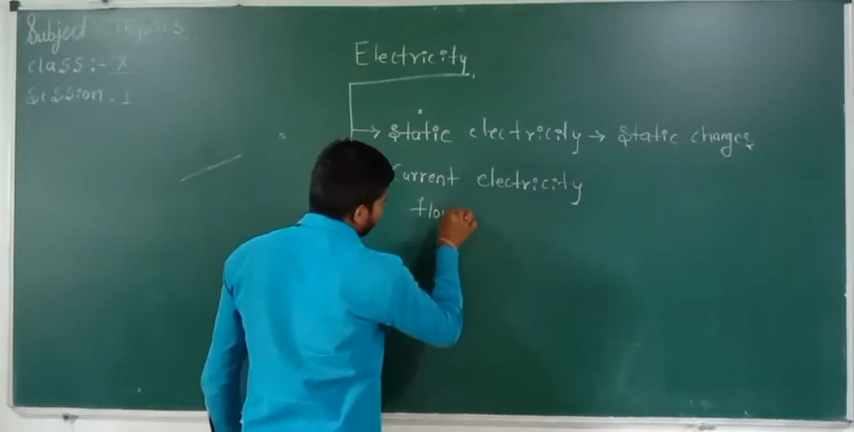 Subject Physics
class :- X
Session . I
Electricity
→ Static electricity → Static charges
Current electricity
flow